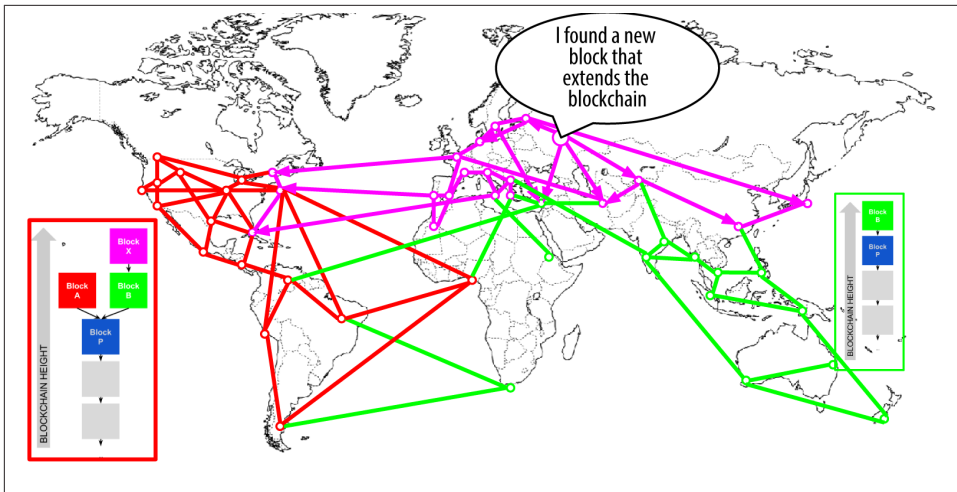 I found a new
block that
extends the
blockchain
BLOCKCHAIN HEIGHT
Block
X
Block
A
Block
B
Block
P
BLOCKCHAIN HEIGHT
Block
B
Block
P